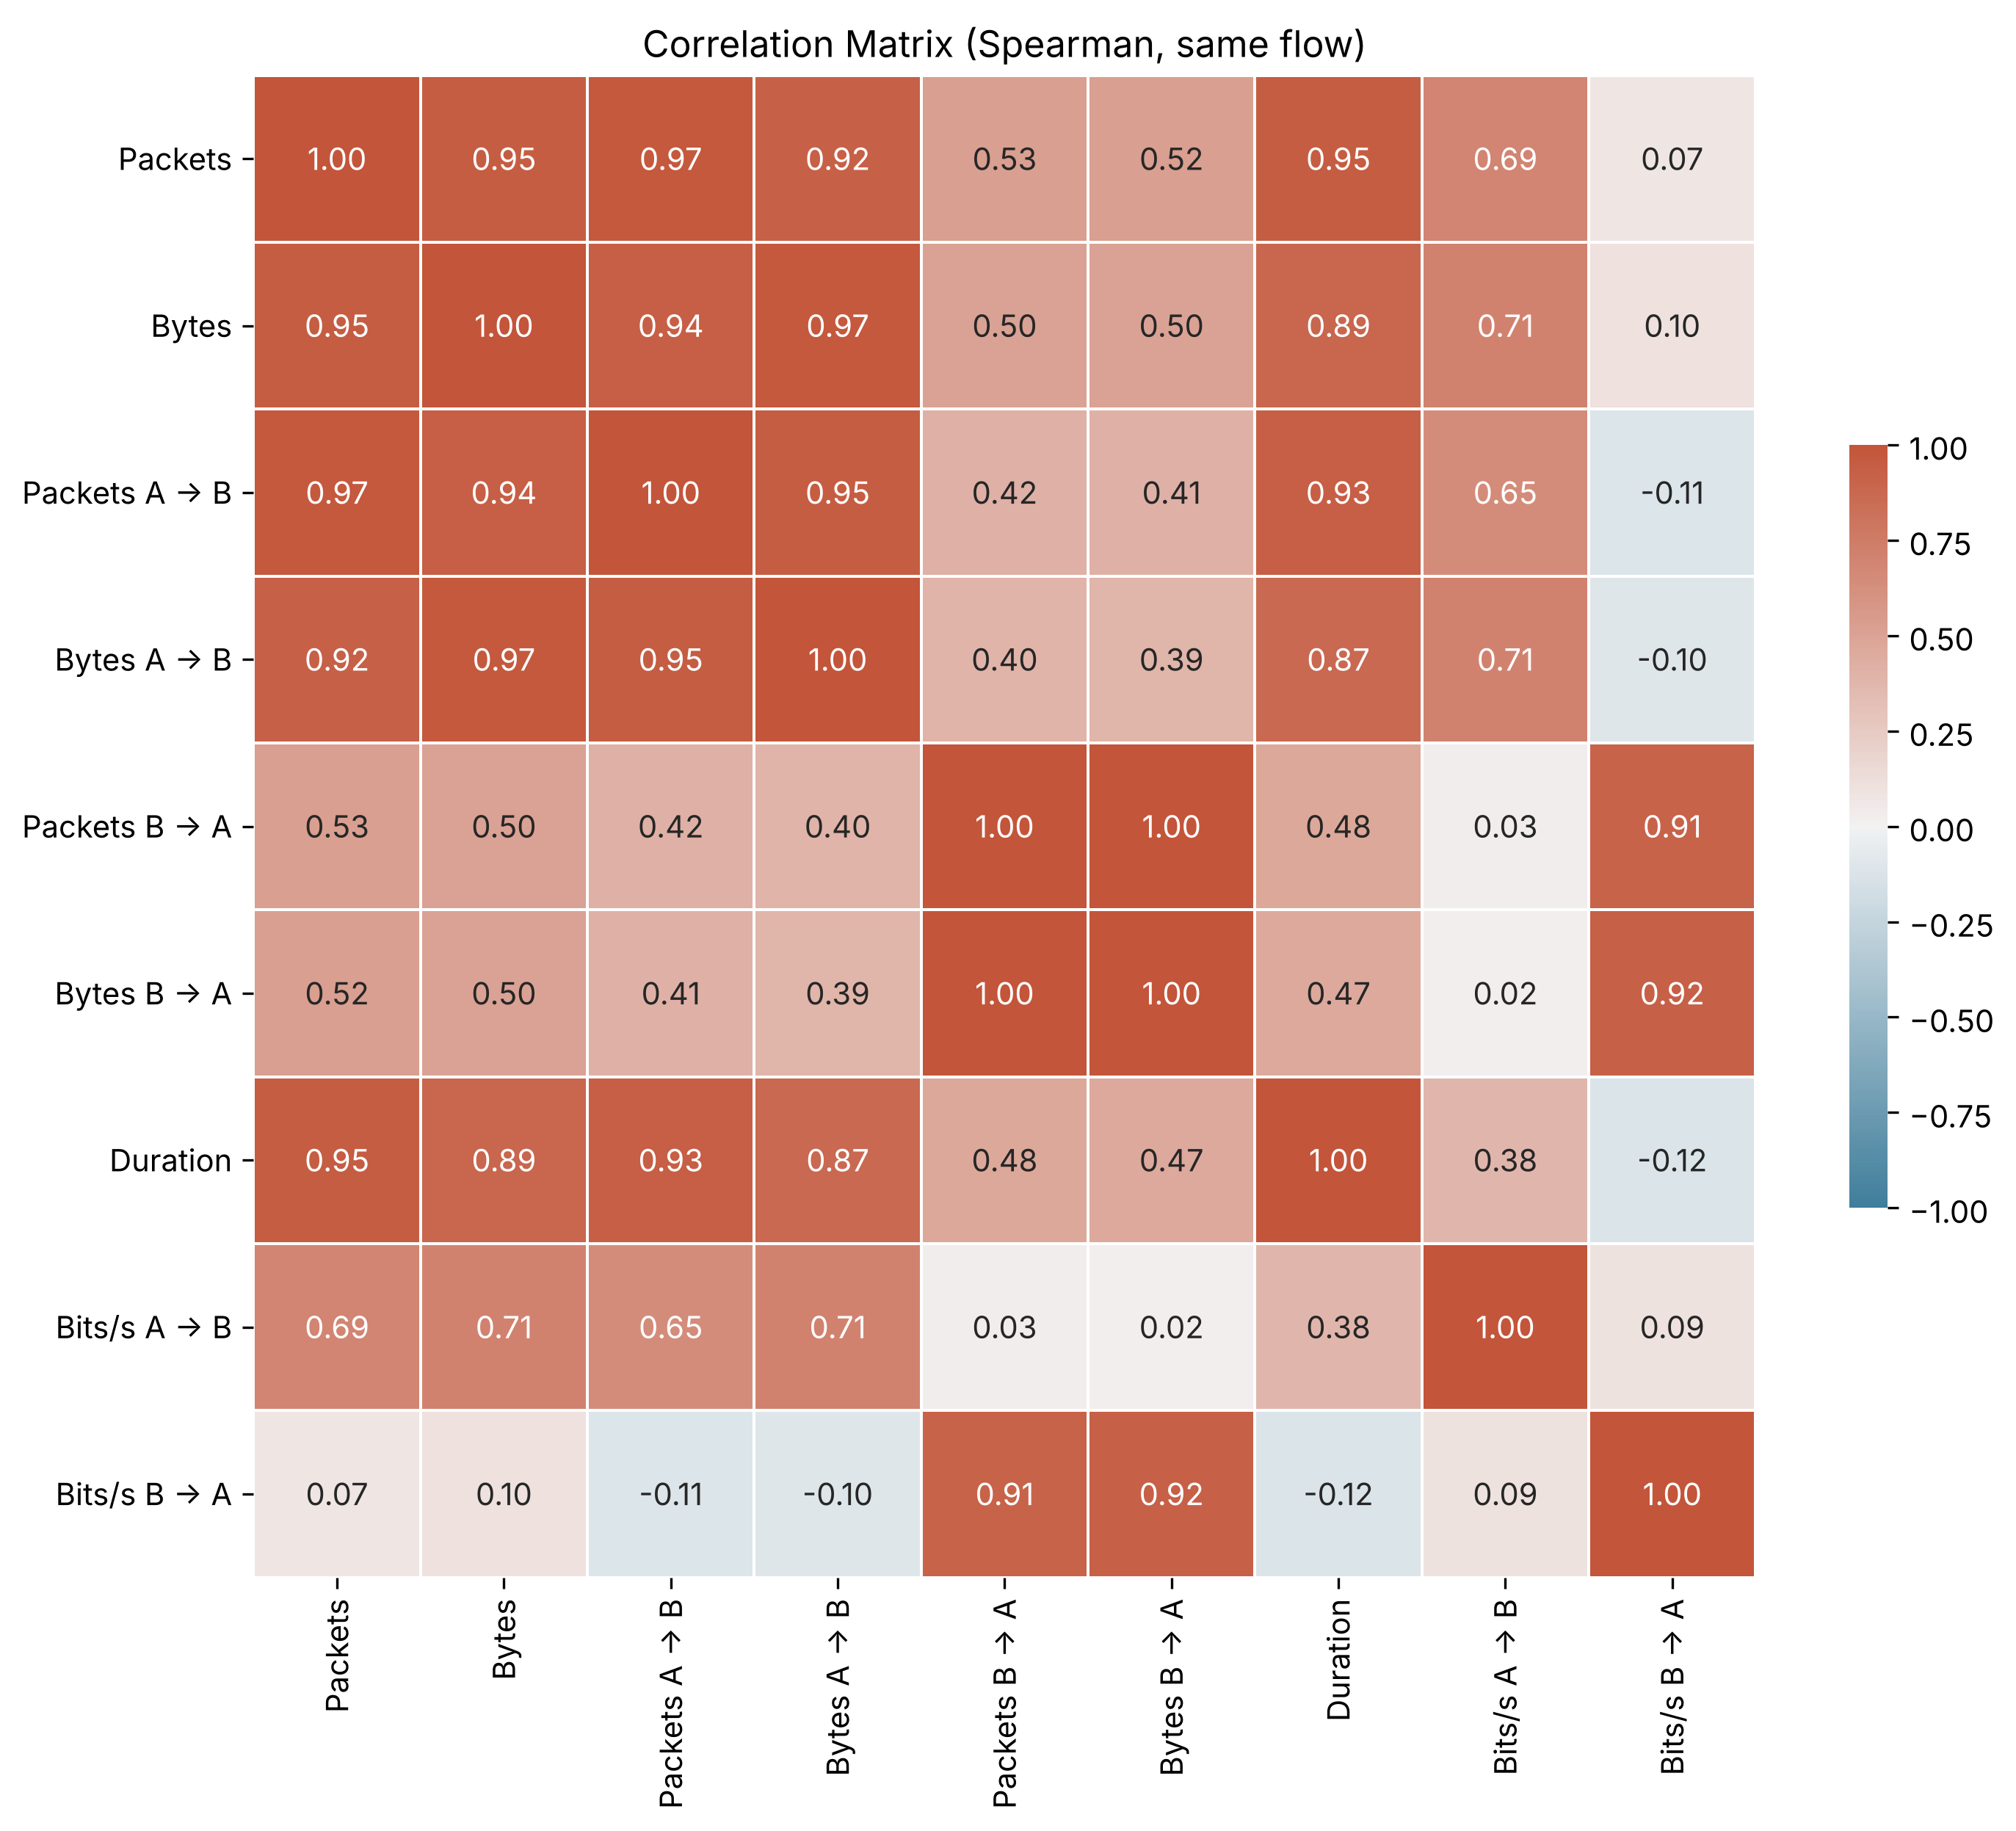 Correlation Matrix (Spearman, same flow)
Packets 1.00 0.95 0.97 0.92 0.53 0.52 0.95 0.69 0.07
Bytes 0.95 1.00 0.94 0.97 0.50 0.50 0.89 0.71 0.10
Packets A → B 0.97 0.94 1.00 0.95 0.42 0.41 0.93 0.65 -0.11
Bytes A → B 0.92 0.97 0.95 1.00 0.40 0.39 0.87 0.71 -0.10
Packets B → A 0.53 0.50 0.42 0.40 1.00 1.00 0.48 0.03 0.91
Bytes B → A 0.52 0.50 0.41 0.39 1.00 1.00 0.47 0.02 0.92
Duration 0.95 0.89 0.93 0.87 0.48 0.47 1.00 0.38 -0.12
Bits/s A → B 0.69 0.71 0.65 0.71 0.03 0.02 0.38 1.00 0.09
Bits/s B → A 0.07 0.10 -0.11 -0.10 0.91 0.92 -0.12 0.09 1.00
Packets
Bytes
Packets A → B
Bytes A → B
Packets B → A
Bytes B → A
Duration
Bits/s A → B
Bits/s B → A
1.00
0.75
0.50
0.25
0.00
−0.25
−0.50
−0.75
−1.00